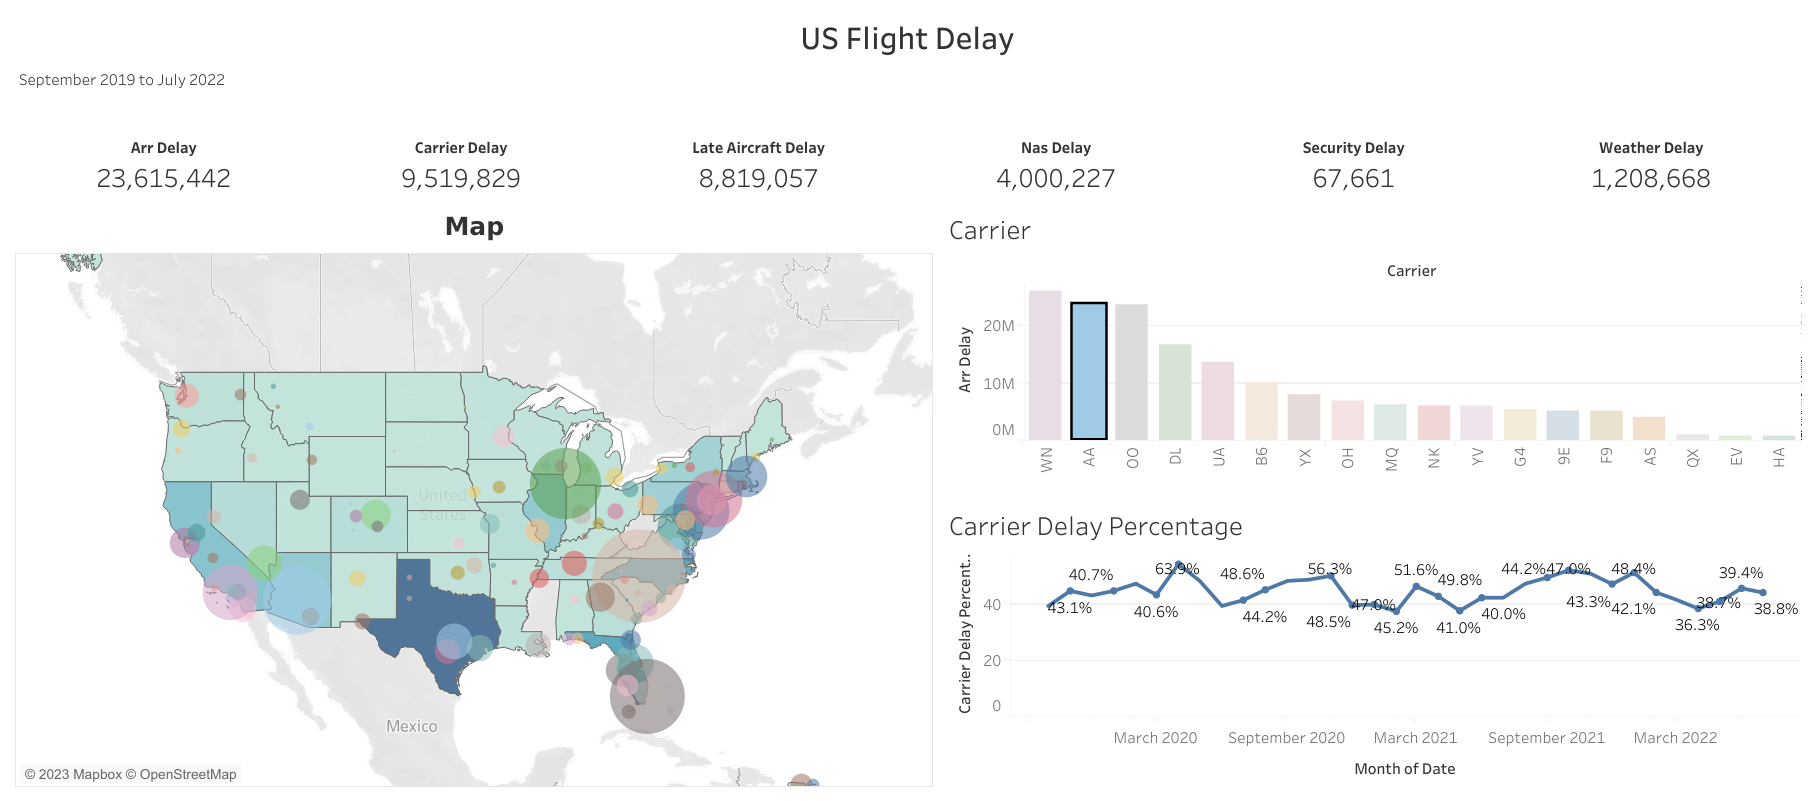 US Flight Delay
September 2019 to July 2022
Arr Delay
Carrier Delay
Late Aircraft Delay
Nas Delay
Security Delay
Weather Delay
23,615,442
9,519,829
8,819,057
4,000,227
67,661
1,208,668
Map
United
States
Mexico
© 2023 Mapbox © OpenStreetMap
Carrier
Carrier
Arr Delay
20M
10M
0M
WN
AA
OO
DL
UA
B6
YX
OH
MQ
NK
YV
G4
9E
F9
AS
QX
EV
HA
Carrier Delay Percentage
Carrier Delay Percent..
40
20
0
43.1%
40.7%
40.6%
63.9%
48.6%
44.2%
56.3%
48.5%
47.0%
45.2%
51.6%
49.8%
41.0%
40.0%
44.2%
47.0%
43.3%
48.4%
42.1%
36.3%
38.7%
39.4%
38.8%
March 2020
September 2020
March 2021
September 2021
March 2022
Month of Date